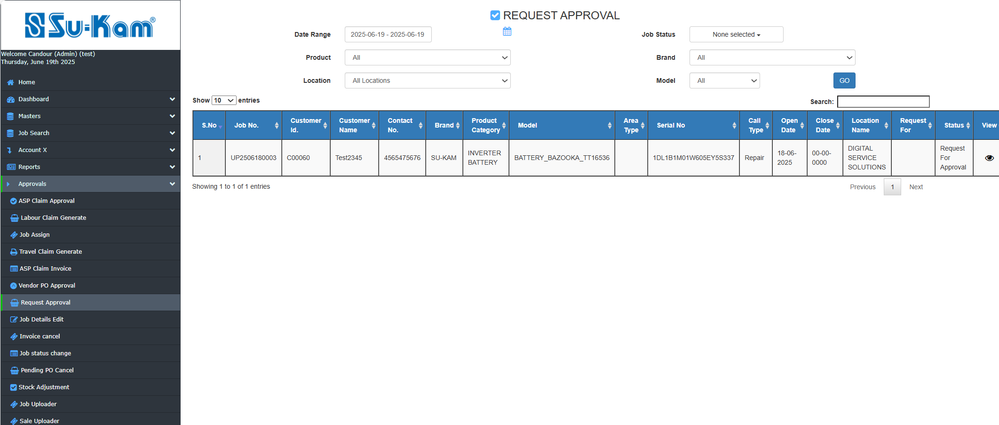 Su-Kam®
Welcome Candour (Admin) (test)
Thursday, June 19th 2025
Home
Dashboard
Masters
Job Search
Account X
Reports
Approvals
ASP Claim Approval
Labour Claim Generate
Job Assign
Travel Claim Generate
ASP Claim Invoice
Vendor PO Approval
Request Approval
Job Details Edit
Invoice cancel
Job status change
Pending PO Cancel
Stock Adjustment
Job Uploader
Sale Uploader
REQUEST APPROVAL
Date Range 2025-06-19 - 2025-06-19 Job Status None selected
Product All Brand All
Location All Locations Model All GO
Show 10 entries Search:
S.No Job No. Customer Id. Customer Name Contact No. Brand Product Category Model Area Type Serial No Call Type Open Date Close Date Location Name Request For Status View
1 UP2506180003 C00060 Test2345 4565475676 SU-KAM INVERTER BATTERY BATTERY_BAZOOKA_TT16536 1DL1B1M01W605EY5S337 Repair 18-06-2025 00-00-0000 DIGITAL SERVICE SOLUTIONS Request For Approval
Showing 1 to 1 of 1 entries Previous 1 Next